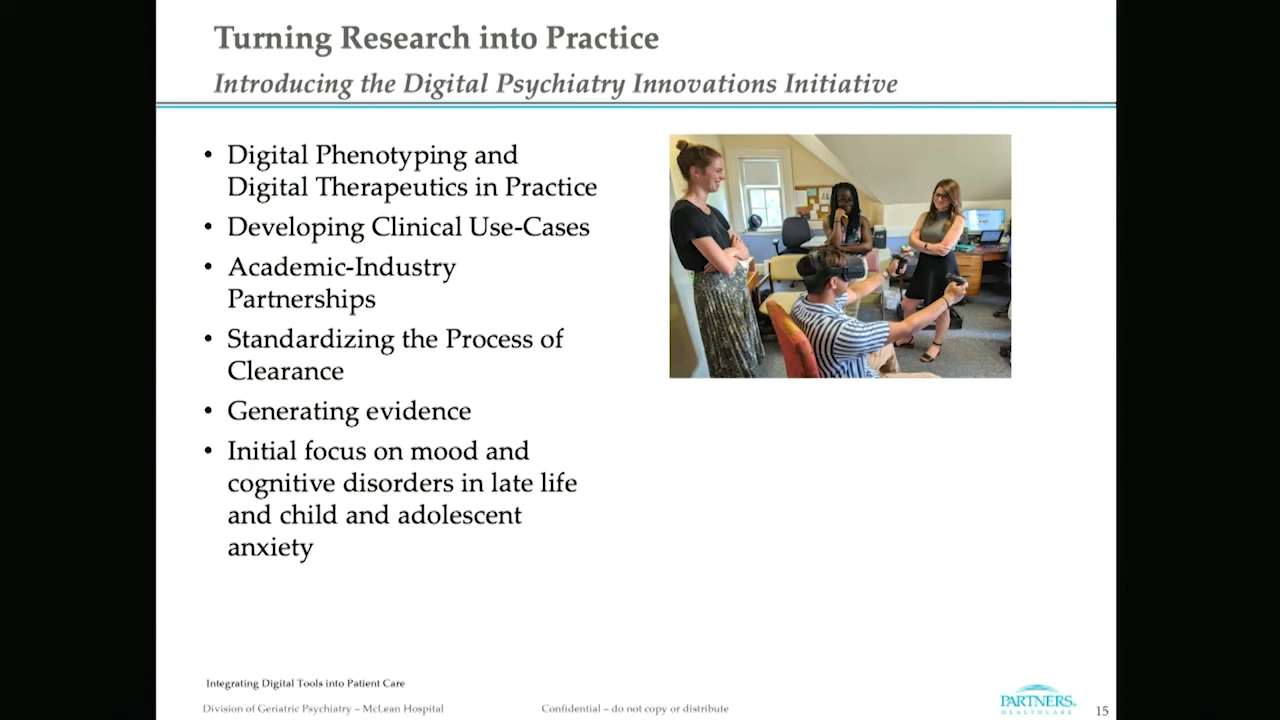 Turning Research into Practice
Introducing the Digital Psychiatry Innovations Initiative
• Digital Phenotyping and
Digital Therapeutics in Practice
• Developing Clinical Use-Cases
• Academic-Industry
Partnerships
• Standardizing the Process of
Clearance
• Generating evidence
• Initial focus on mood and
cognitive disorders in late life
and child and adolescent
anxiety
Integrating Digital Tools into Patient Care
Division of Geriatric Psychiatry – McLean Hospital
Confidential – do not copy or distribute
PARTNERS.
HEALTHCARE
15